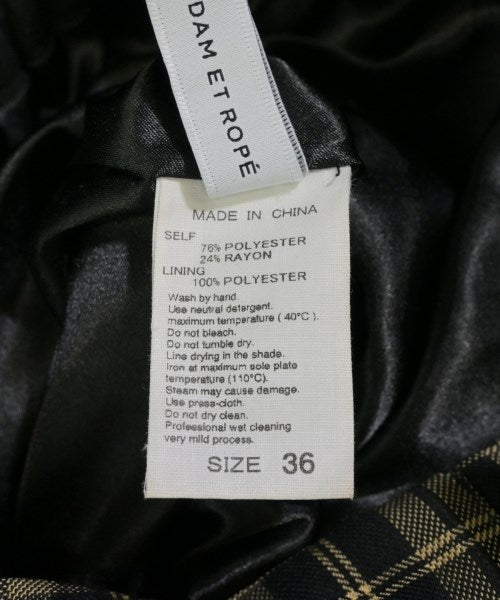 DAM ET ROPÉ
MADE IN CHINA
SELF
76% POLYESTER
24% RAYON
LINING
100% POLYESTER
Wash by hand.
Use neutral detergent.
maximum temperature ( 40°C ).
Do not bleach.
Do not tumble dry.
Line drying in the shade.
Iron at maximum sole plate
temperature (110°C).
Steam may cause damage.
Use press-cloth.
Do not dry clean.
Professional wet cleaning
very mild process.
SIZE 36